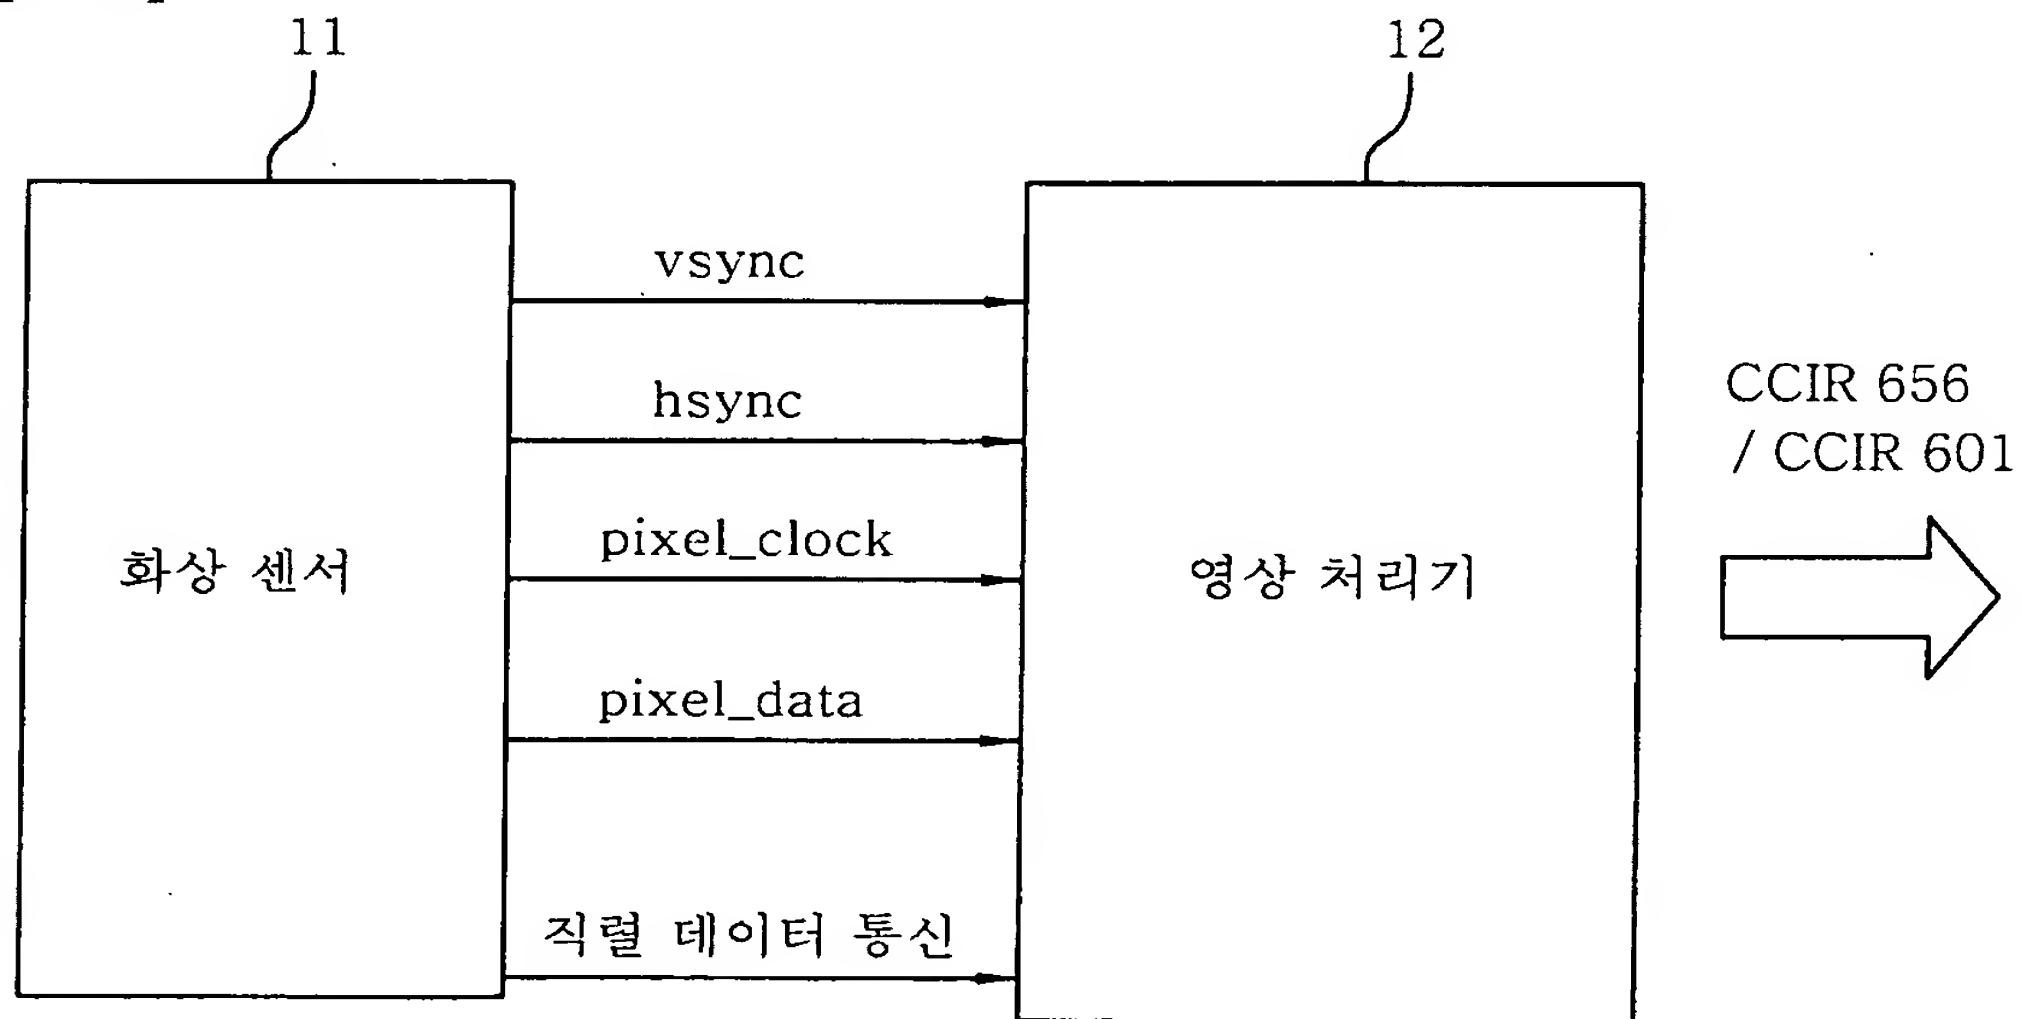 11
12
vsync
hsync
CCIR 656
/ CCIR 601
pixel_clock
화상 센서
영상 처리기
pixel_data
직렬 데이터 통신